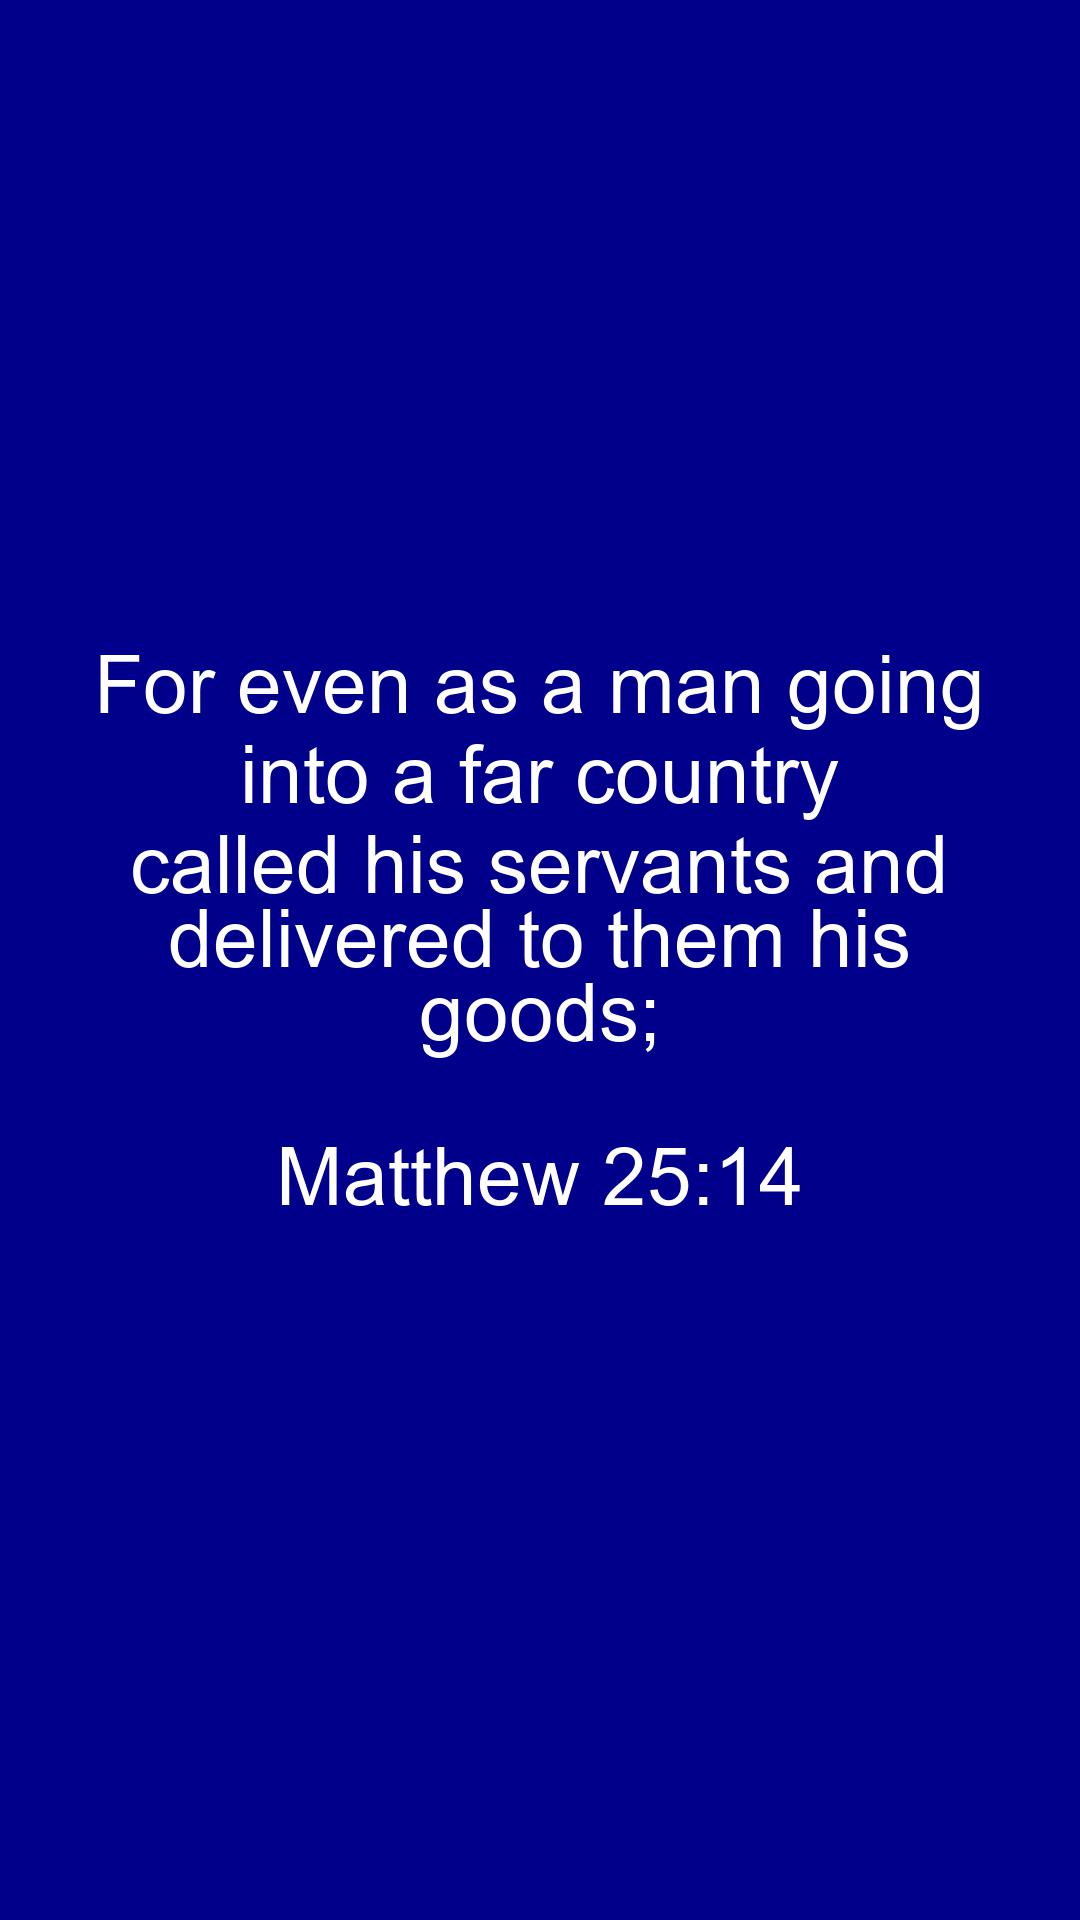 For even as a man going
into a far country
called his servants and
delivered to them his
goods;
Matthew 25:14